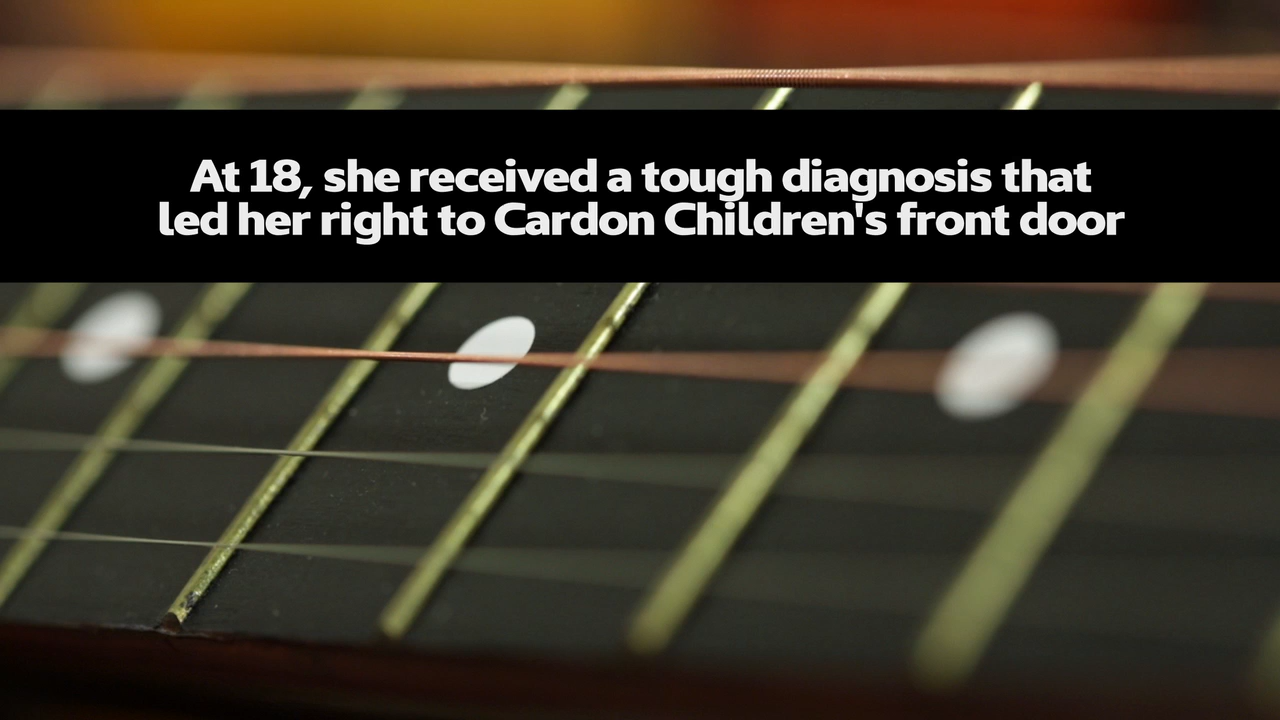 At 18, she received a tough diagnosis that
led her right to Cardon Children's front door